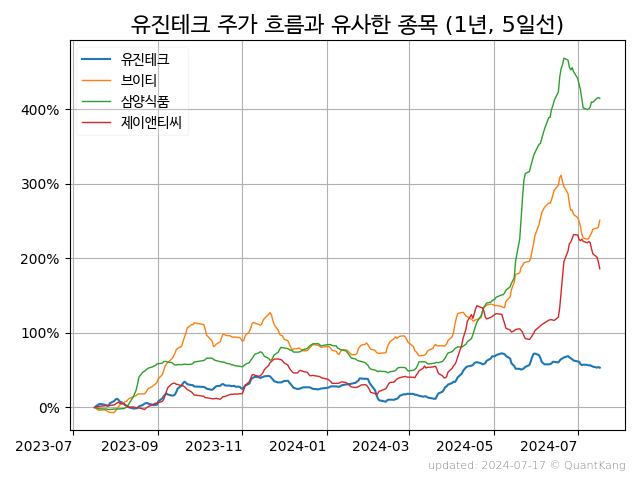 유진테크 주가 흐름과 유사한 종목 (1년, 5일선)
유진테크
브이티
삼양식품
제이앤티씨
400%
300%
200%
100%
0%
2023-07 2023-09 2023-11 2024-01 2024-03 2024-05 2024-07
updated: 2024-07-17 © QuantKang